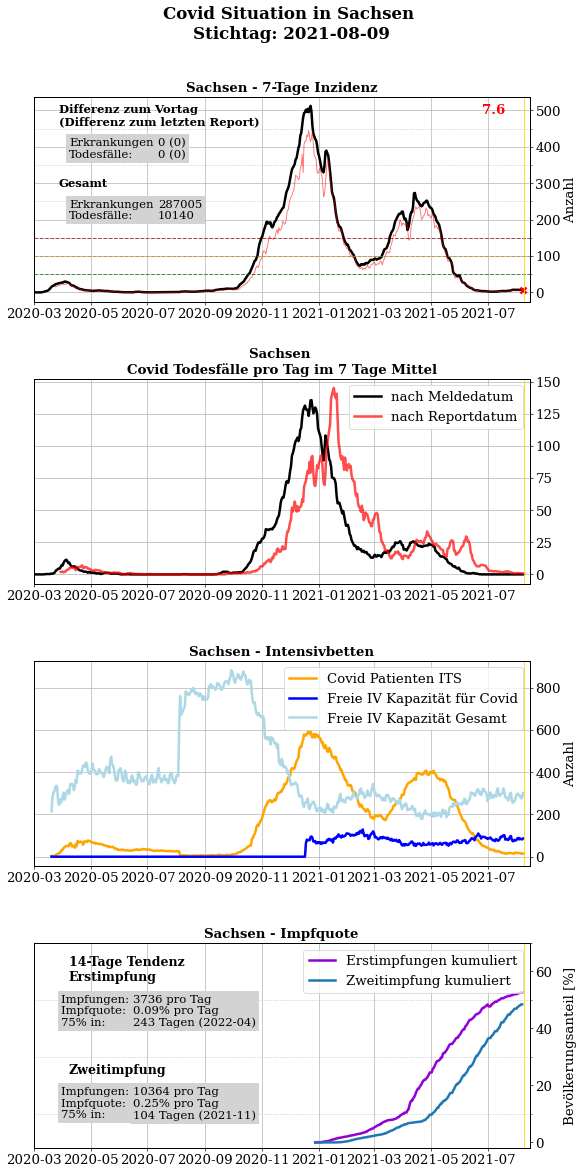 Covid Situation in Sachsen
Stichtag: 2021-08-09
Sachsen - 7-Tage Inzidenz
Differenz zum Vortag
(Differenz zum letzten Report)
Erkrankungen 0 (0)
Todesfälle: 0 (0)
Gesamt
Erkrankungen 287005
Todesfälle: 10140
7.6
500
400
300
200
100
0
Anzahl
2020-03 2020-05 2020-07 2020-09 2020-11 2021-01 2021-03 2021-05 2021-07
Sachsen
Covid Todesfälle pro Tag im 7 Tage Mittel
nach Meldedatum
nach Reportdatum
150
125
100
75
50
25
0
2020-03 2020-05 2020-07 2020-09 2020-11 2021-01 2021-03 2021-05 2021-07
Sachsen - Intensivbetten
Covid Patienten ITS
Freie IV Kapazität für Covid
Freie IV Kapazität Gesamt
800
600
400
200
0
Anzahl
2020-03 2020-05 2020-07 2020-09 2020-11 2021-01 2021-03 2021-05 2021-07
Sachsen - Impfquote
14-Tage Tendenz
Erstimpfung
Impfungen: 3736 pro Tag
Impfquote: 0.09% pro Tag
75% in: 243 Tagen (2022-04)
Zweitimpfung
Impfungen: 10364 pro Tag
Impfquote: 0.25% pro Tag
75% in: 104 Tagen (2021-11)
Erstimpfungen kumuliert
Zweitimpfung kumuliert
60
40
20
0
Bevölkerungsanteil [%]
2020-03 2020-05 2020-07 2020-09 2020-11 2021-01 2021-03 2021-05 2021-07